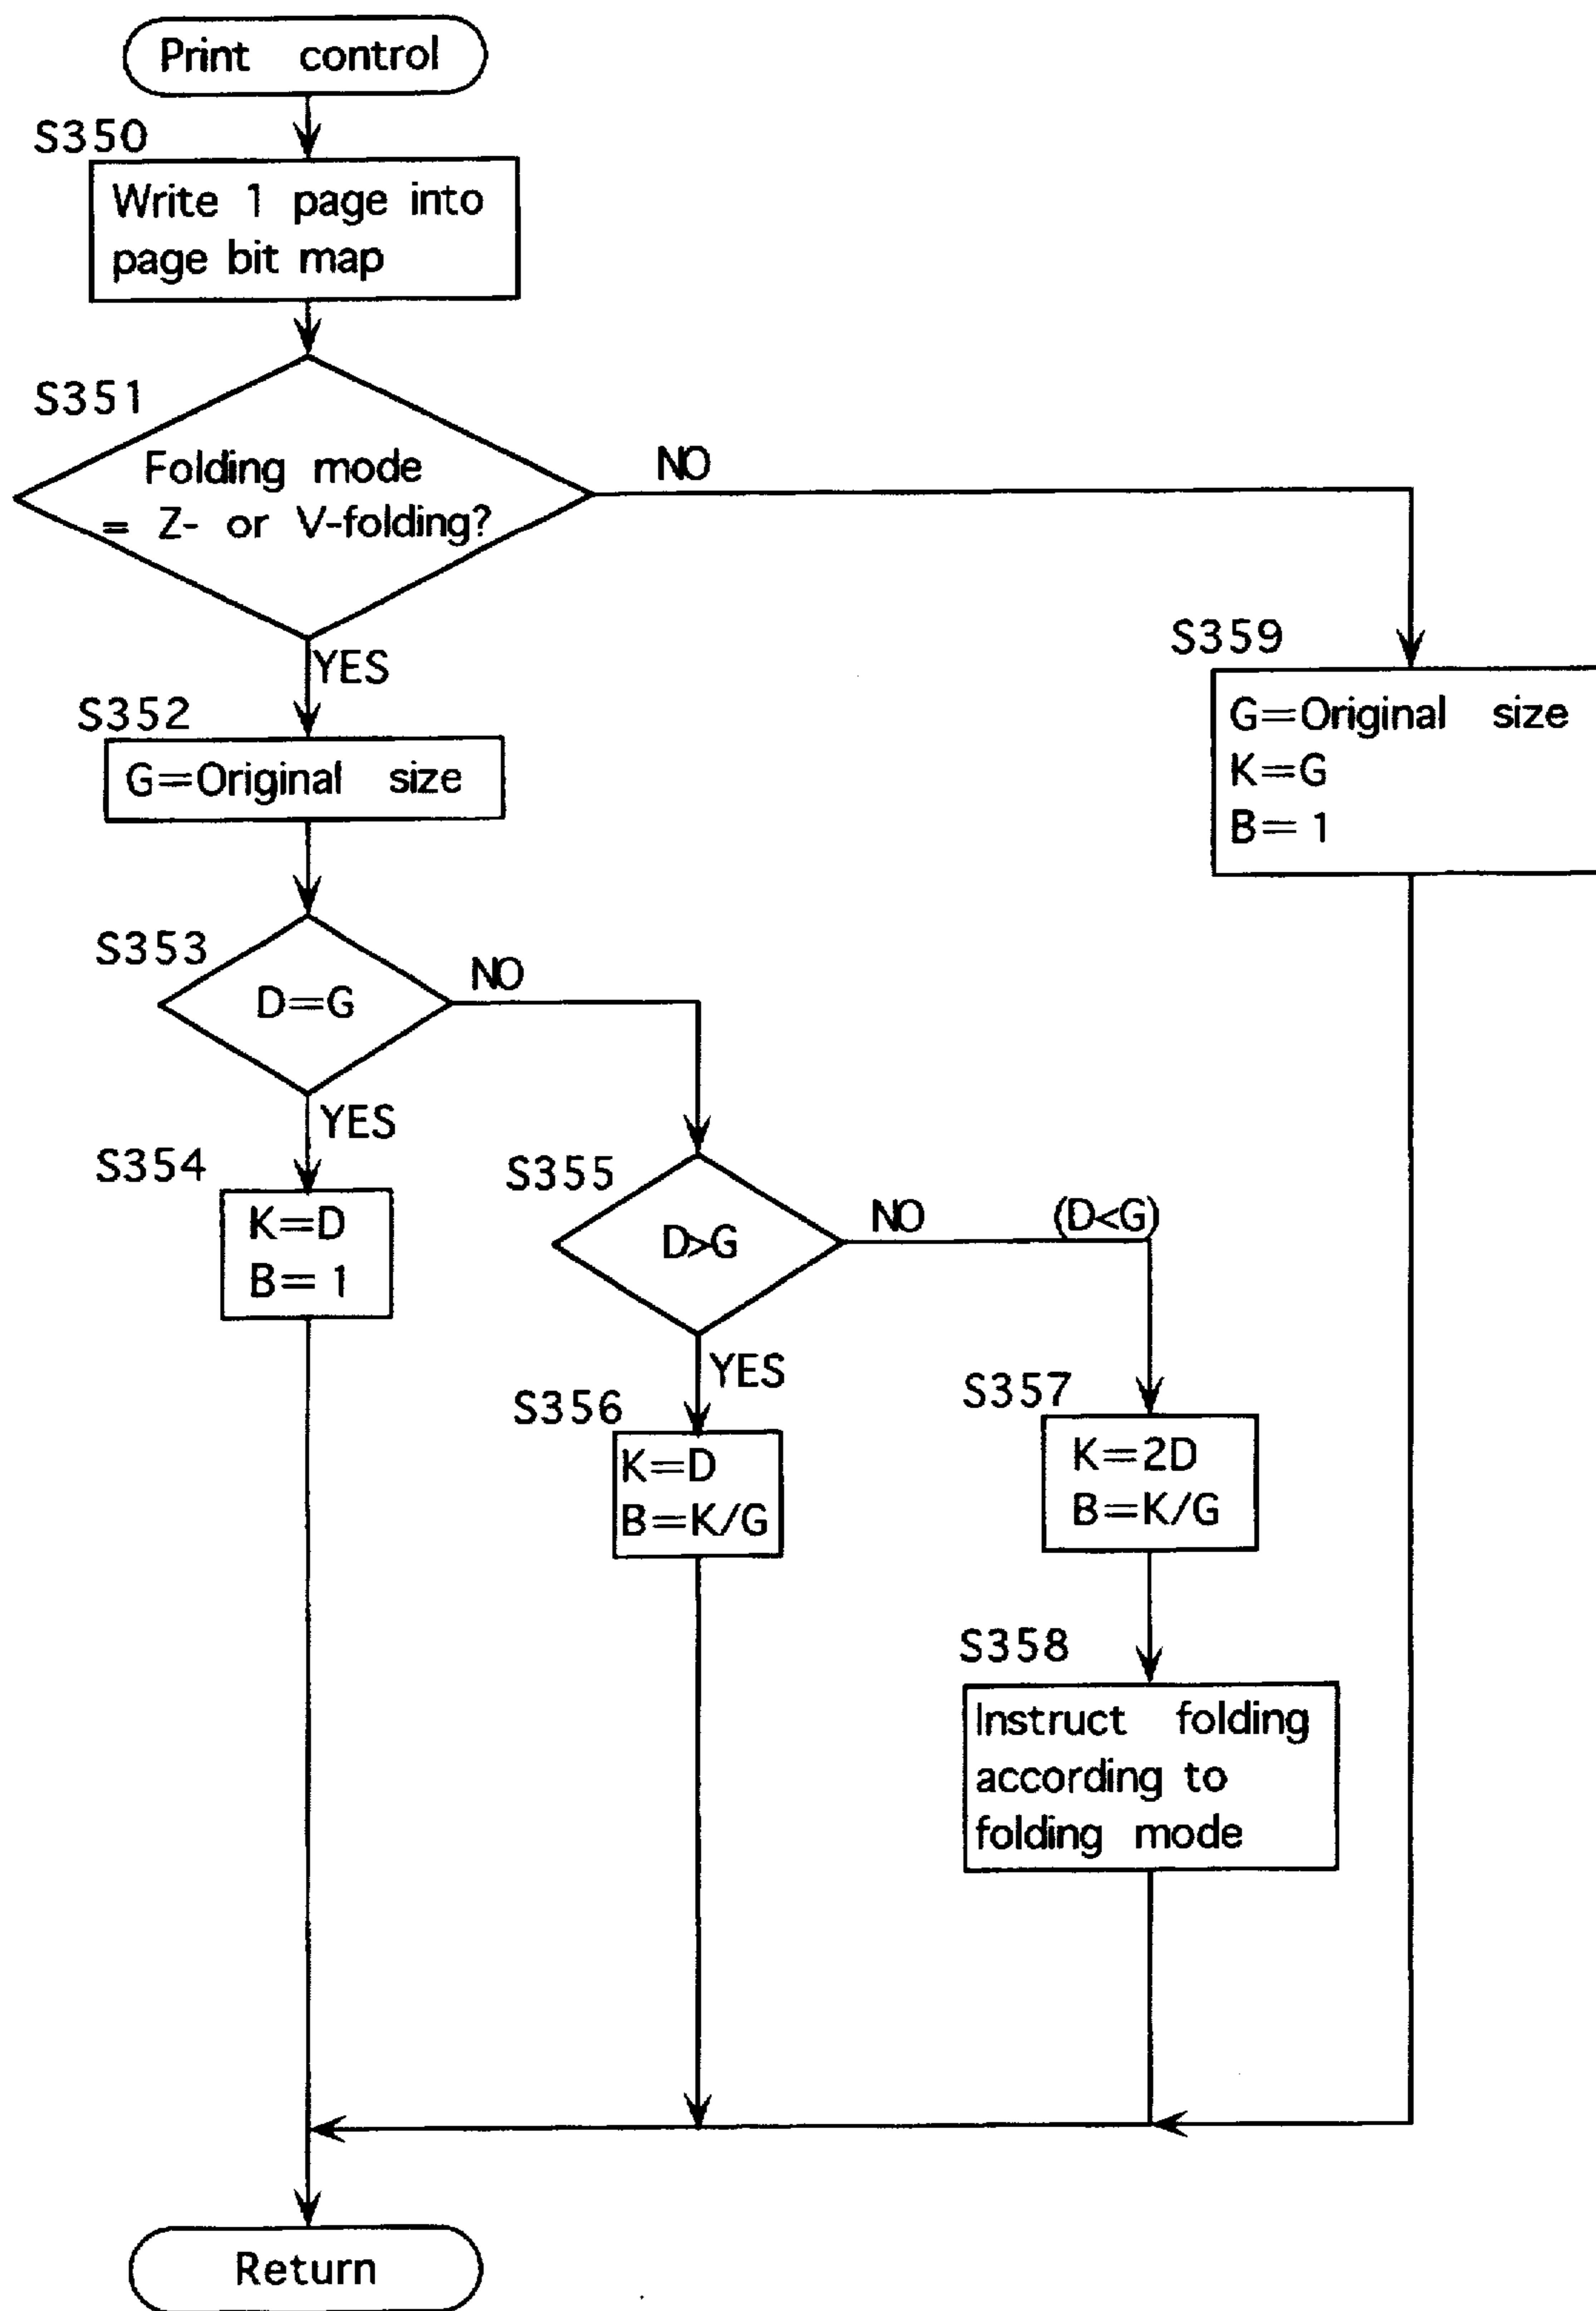 Print control
S350
Write 1 page into
page bit map
S351
Folding mode
= Z- or V-folding?
NO
YES
S352
G=Original size
S359
G=Original size
K=G
B=1
S353
D=G
NO
YES
S354
K=D
B=1
S355
D>G
NO
(D<G)
YES
S356
K=D
B=K/G
S357
K=2D
B=K/G
S358
Instruct folding
according to
folding mode
Return